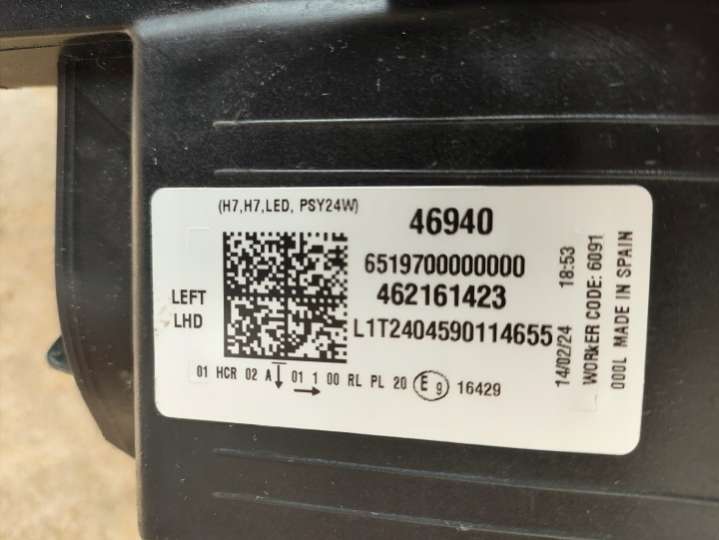 (H7,H7,LED, PSY24W)
46940
6519700000000
462161423
L1T2404590114655
LEFT
LHD
01 HCR 02 A 01 1 00 RL PL 20 E9 16429
14/02/24 18:53
WORkER CODE: 6091
000L MADE IN SPAIN